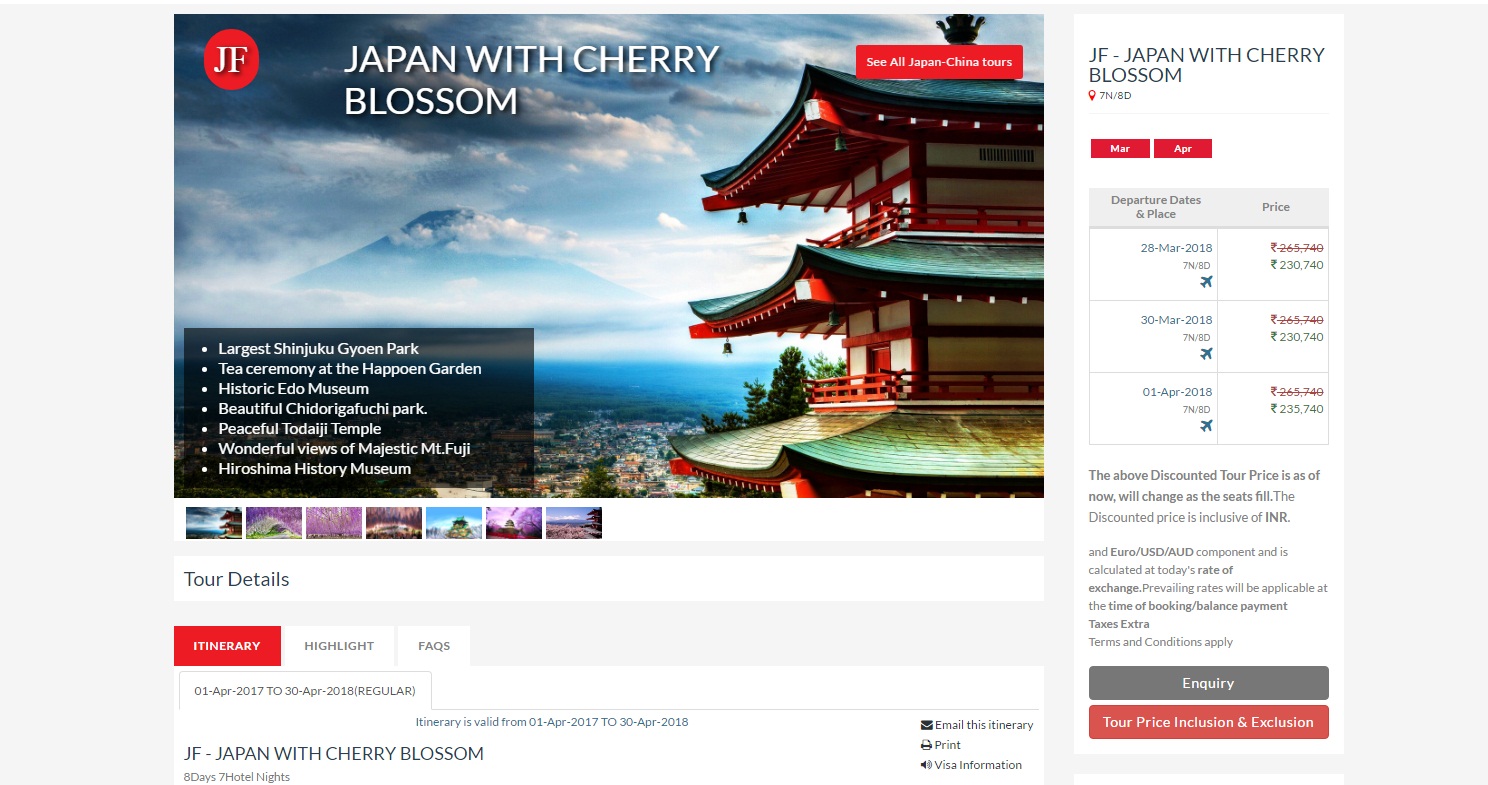 JF
JAPAN WITH CHERRY
BLOSSOM
See All Japan-China tours
Largest Shinjuku Gyoen Park
Tea ceremony at the Happoen Garden
Historic Edo Museum
Beautiful Chidorigafuchi park.
Peaceful Todaiji Temple
Wonderful views of Majestic Mt.Fuji
Hiroshima History Museum
Tour Details
ITINERARY HIGHLIGHT FAQS
01-Apr-2017 TO 30-Apr-2018(REGULAR)
Itinerary is valid from 01-Apr-2017 TO 30-Apr-2018
Email this itinerary
Print
Visa Information
JF - JAPAN WITH CHERRY BLOSSOM
8Days 7Hotel Nights
JF - JAPAN WITH CHERRY
BLOSSOM
7N/8D
Mar Apr
Departure Dates
& Place
Price
28-Mar-2018 ₹ 265,740
7N/8D ₹ 230,740
30-Mar-2018 ₹ 265,740
7N/8D ₹ 230,740
01-Apr-2018 ₹ 265,740
7N/8D ₹ 235,740
The above Discounted Tour Price is as of
now, will change as the seats fill.The
Discounted price is inclusive of INR.
and Euro/USD/AUD component and is
calculated at today's rate of
exchange.Prevailing rates will be applicable at
the time of booking/balance payment
Taxes Extra
Terms and Conditions apply
Enquiry
Tour Price Inclusion & Exclusion